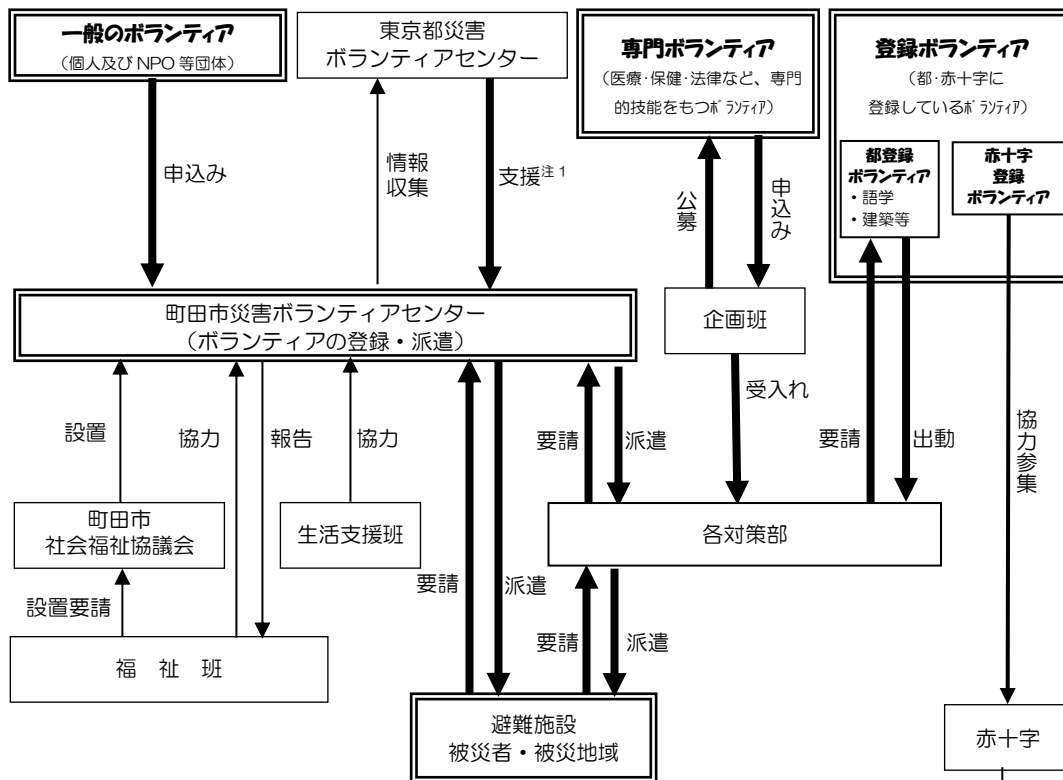 一般のボランティア
（個人及び NPO 等団体）
東京都災害
ボランティアセンター
専門ボランティア
（医療･保健･法律など、専門
的技能をもつﾎﾞﾗﾝﾃｨｱ）
登録ボランティア
（都･赤十字に
登録しているﾎﾞﾗﾝﾃｨｱ）
都登録
ボランティア
・語学
・建築等
赤十字
登録
ボランティア
申込み
情報
収集
支援注１
公募
申込み
町田市災害ボランティアセンター
（ボランティアの登録・派遣）
企画班
設置
協力
報告
協力
要請
派遣
受入れ
要請
出動
協力参集
町田市
社会福祉協議会
生活支援班
各対策部
設置要請
要請
派遣
要請
派遣
福　祉　班
避難施設
被災者・被災地域
赤十字